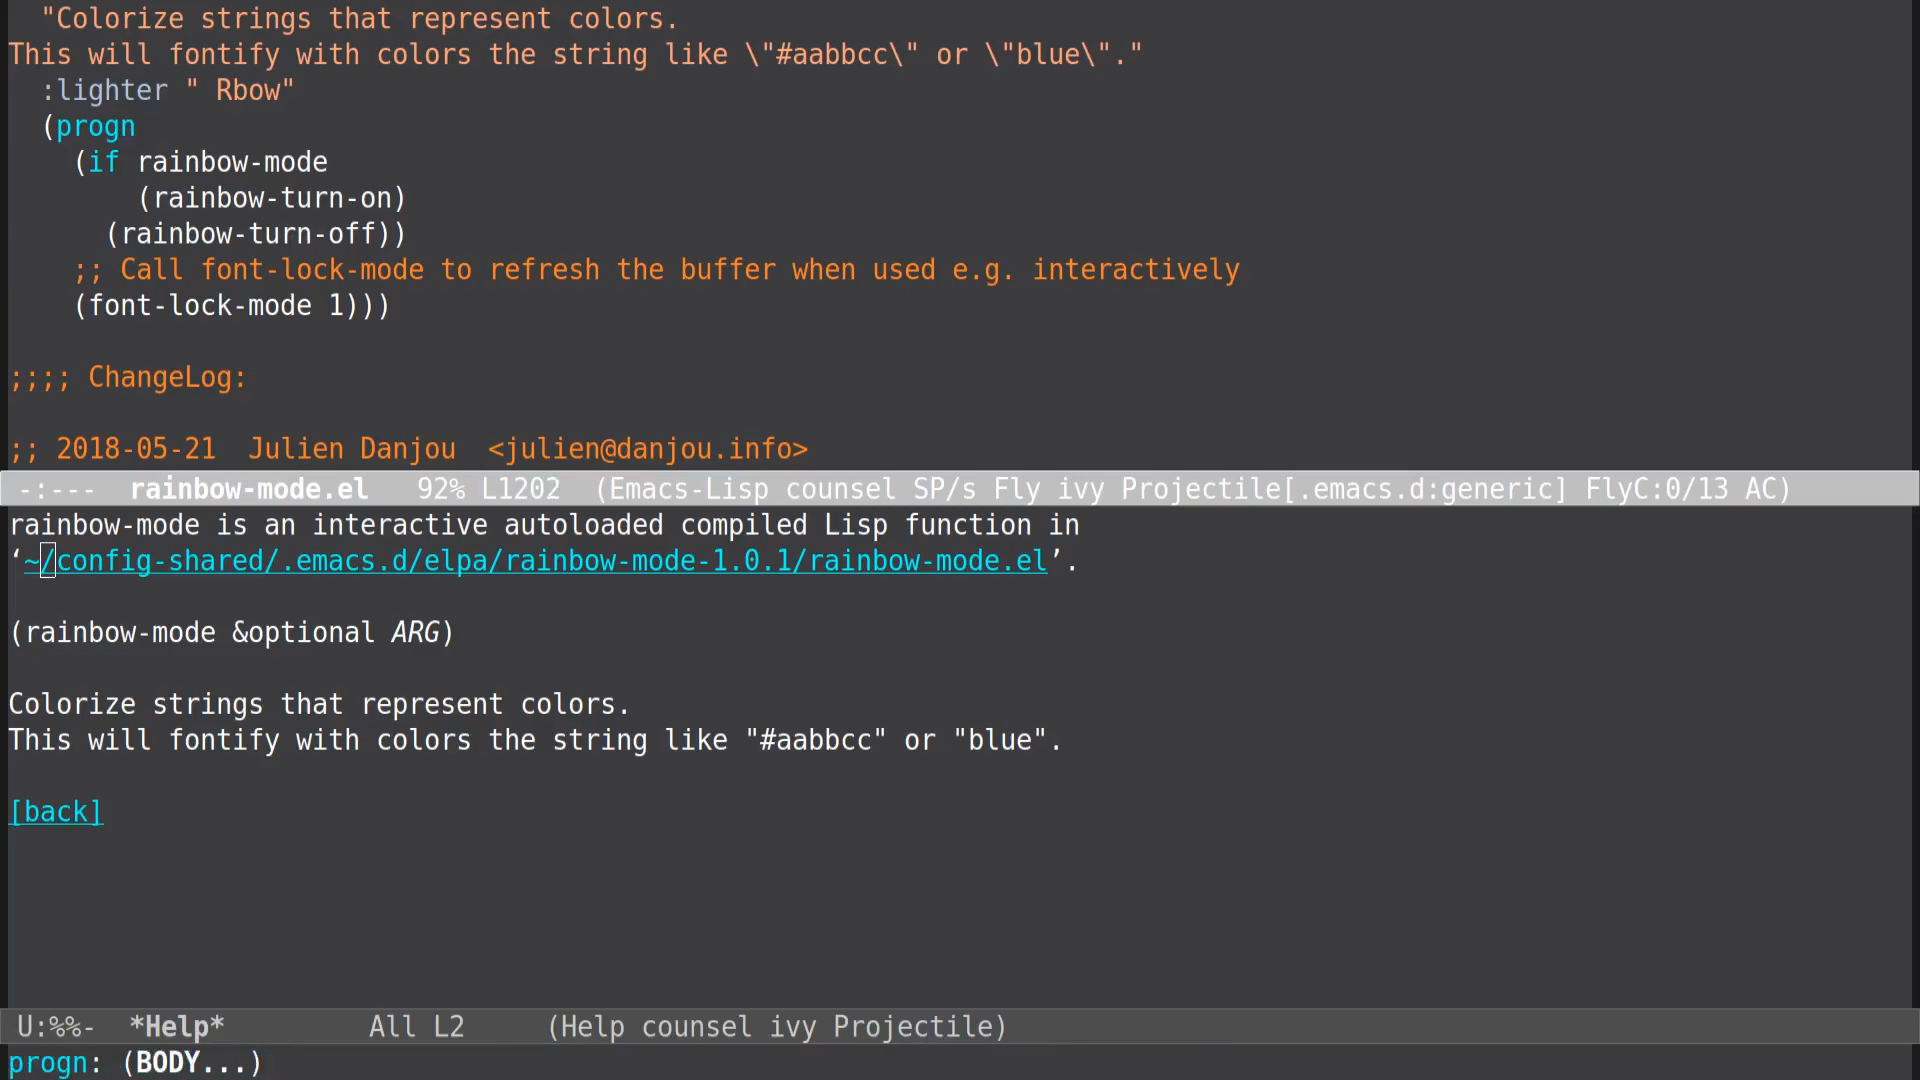 "Colorize strings that represent colors.
This will fontify with colors the string like \"#aabbcc\" or \"blue\"."
:lighter " Rbow"
(progn
(if rainbow-mode
(rainbow-turn-on)
(rainbow-turn-off))
;; Call font-lock-mode to refresh the buffer when used e.g. interactively
(font-lock-mode 1)))
;;;; ChangeLog:
;; 2018-05-21  Julien Danjou  <julien@danjou.info>
-:---  rainbow-mode.el   92% L1202  (Emacs-Lisp counsel SP/s Fly ivy Projectile[.emacs.d:generic] FlyC:0/13 AC)
rainbow-mode is an interactive autoloaded compiled Lisp function in
‘~/config-shared/.emacs.d/elpa/rainbow-mode-1.0.1/rainbow-mode.el’.
(rainbow-mode &optional ARG)
Colorize strings that represent colors.
This will fontify with colors the string like "#aabbcc" or "blue".
[back]
U:%%-  *Help*         All L2     (Help counsel ivy Projectile)
progn: (BODY...)